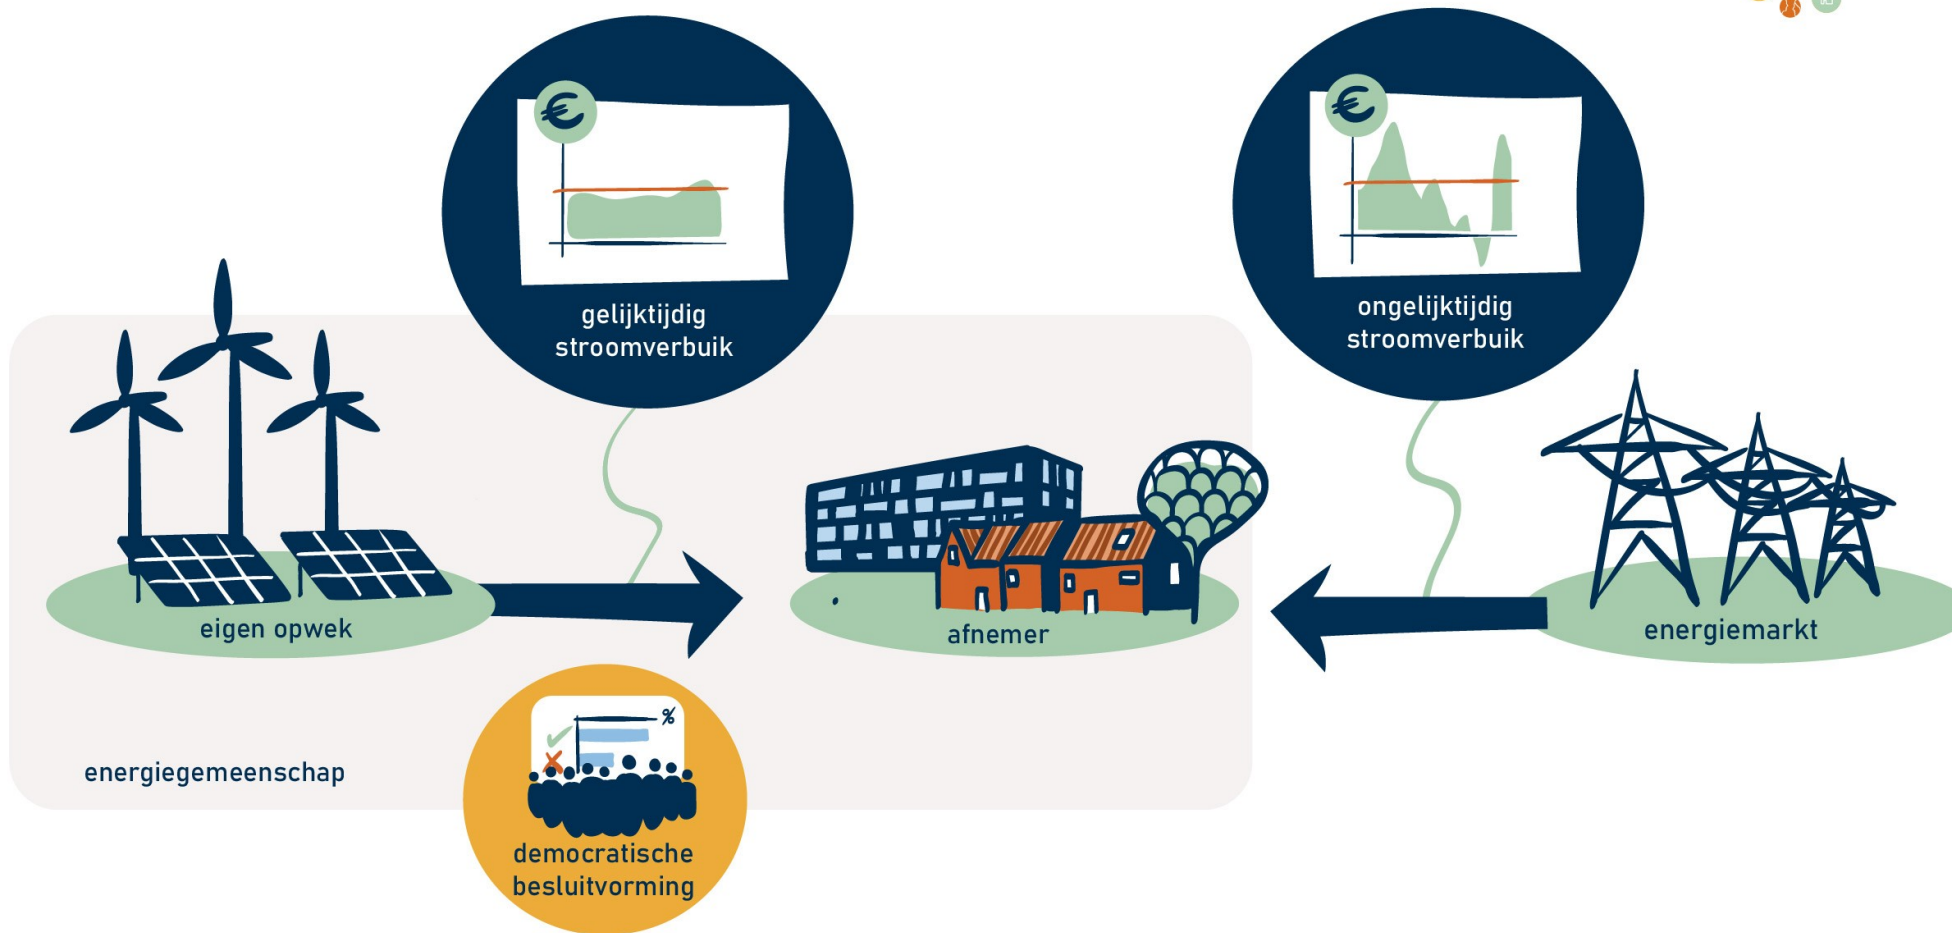 €
gelijktijdig
stroomverbuik
€
ongelijktijdig
stroomverbuik
eigen opwek
afnemer
energiemarkt
energiegemeenschap
%
democratische
besluitvorming